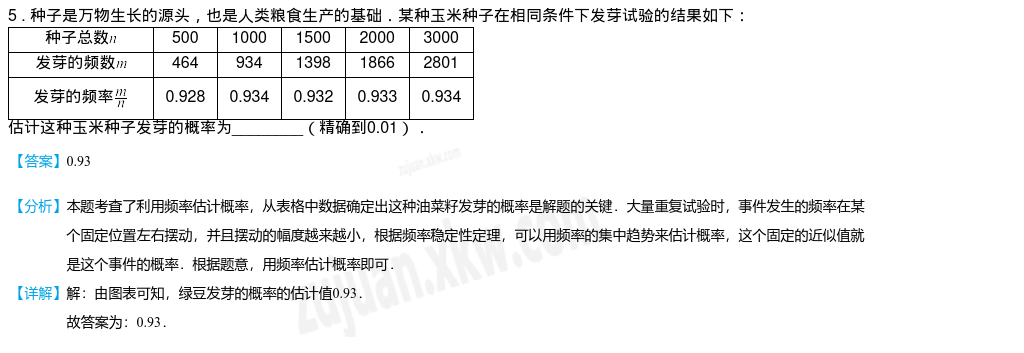 5．种子是万物生长的源头，也是人类粮食生产的基础．某种玉米种子在相同条件下发芽试验的结果如下：
种子总数n 500 1000 1500 2000 3000
发芽的频数m 464 934 1398 1866 2801
发芽的频率m/n 0.928 0.934 0.932 0.933 0.934
估计这种玉米种子发芽的概率为_________（精确到0.01）．
【答案】0.93
【分析】本题考查了利用频率估计概率，从表格中数据确定出这种油菜籽发芽的概率是解题的关键．大量重复试验时，事件发生的频率在某
个固定位置左右摆动，并且摆动的幅度越来越小，根据频率稳定性定理，可以用频率的集中趋势来估计概率，这个固定的近似值就
是这个事件的概率．根据题意，用频率估计概率即可．
【详解】解：由图表可知，绿豆发芽的概率的估计值0.93．
故答案为：0.93．
zujuan.xkw.com
zujuan.xkw.com